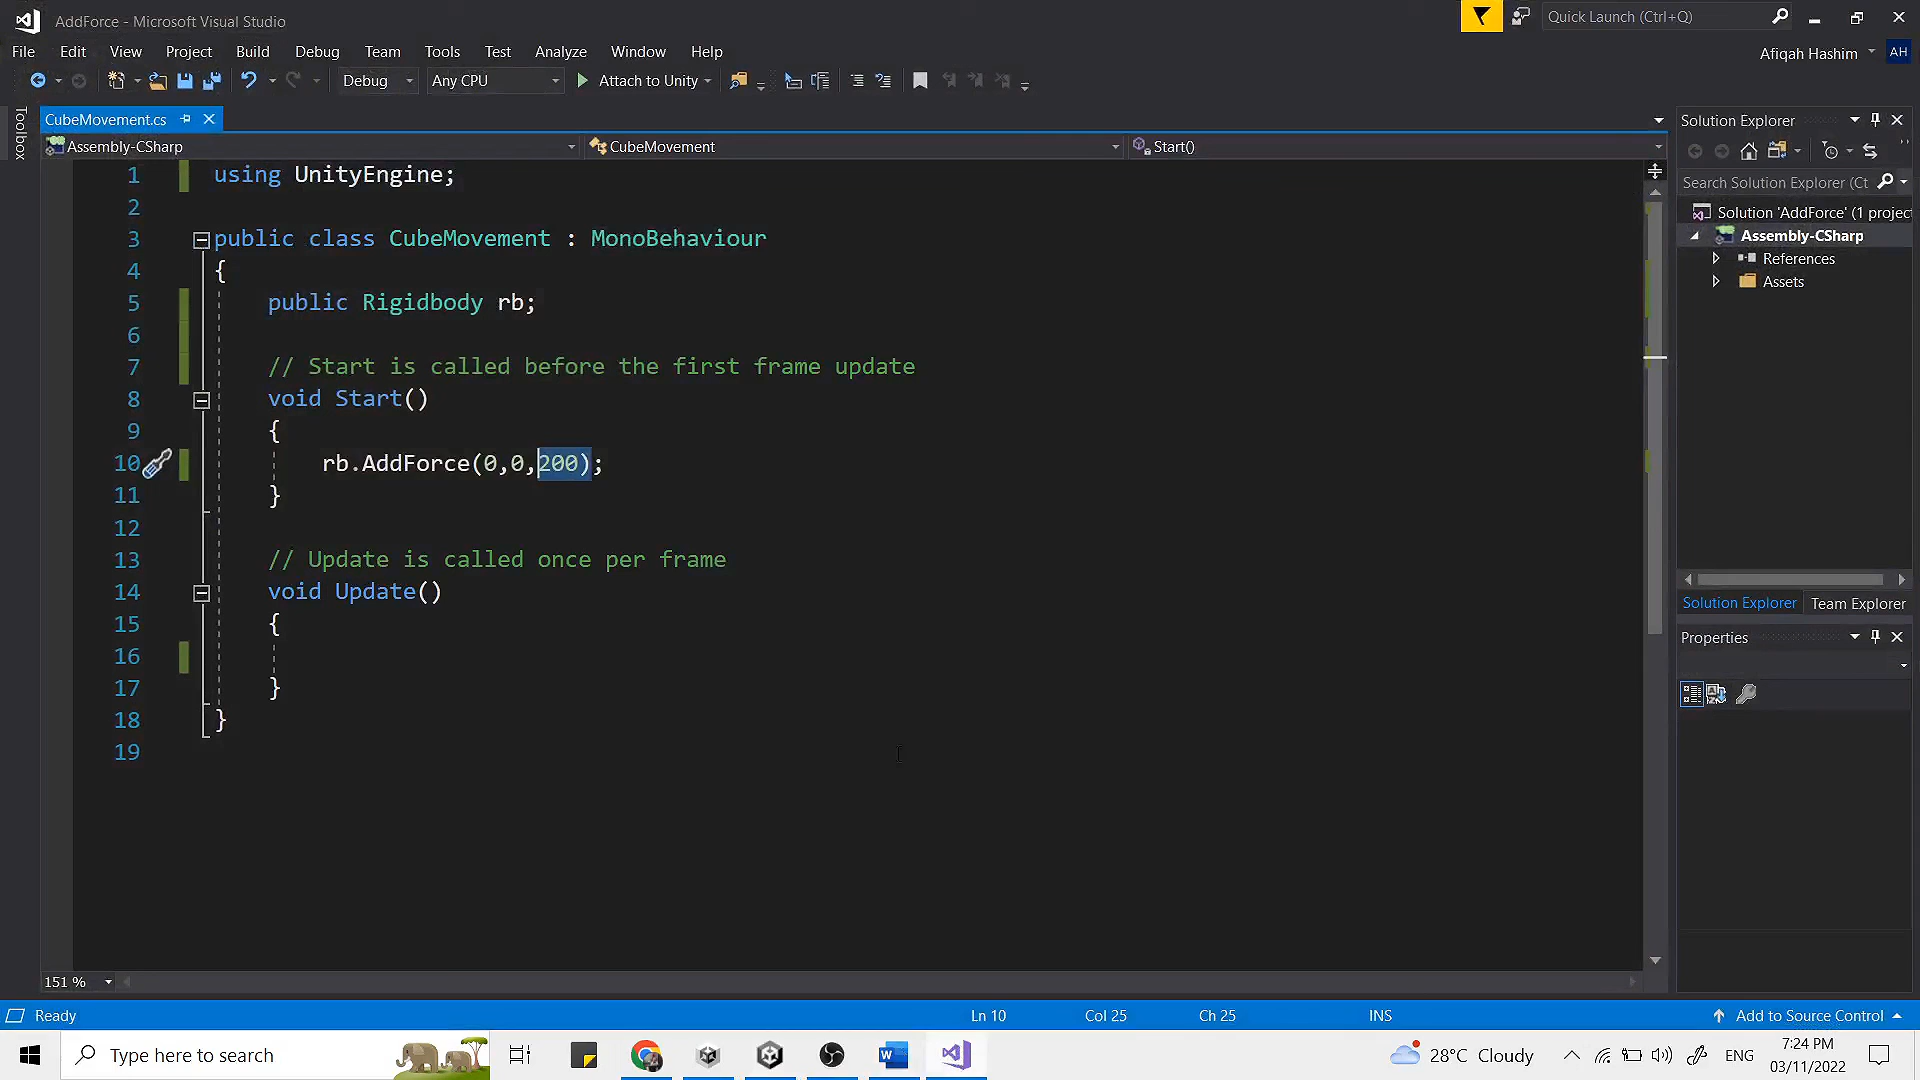 AddForce - Microsoft Visual Studio
Quick Launch (Ctrl+Q)
File Edit View Project Build Debug Team Tools Test Analyze Window Help
Afiqah Hashim AH
Debug Any CPU Attach to Unity
Toolbox
CubeMovement.cs
Assembly-CSharp CubeMovement Start()
1 using UnityEngine;
2
3 public class CubeMovement : MonoBehaviour
4 {
5 public Rigidbody rb;
6
7 // Start is called before the first frame update
8 void Start()
9 {
10 rb.AddForce(0,0,200);
11 }
12
13 // Update is called once per frame
14 void Update()
15 {
16
17 }
18 }
19
151 %
Solution Explorer
Search Solution Explorer (Ct
Solution 'AddForce' (1 project
Assembly-CSharp
References
Assets
Solution Explorer Team Explorer
Properties
Ready Ln 10 Col 25 Ch 25 INS Add to Source Control
Type here to search
28°C Cloudy ENG
7:24 PM
03/11/2022